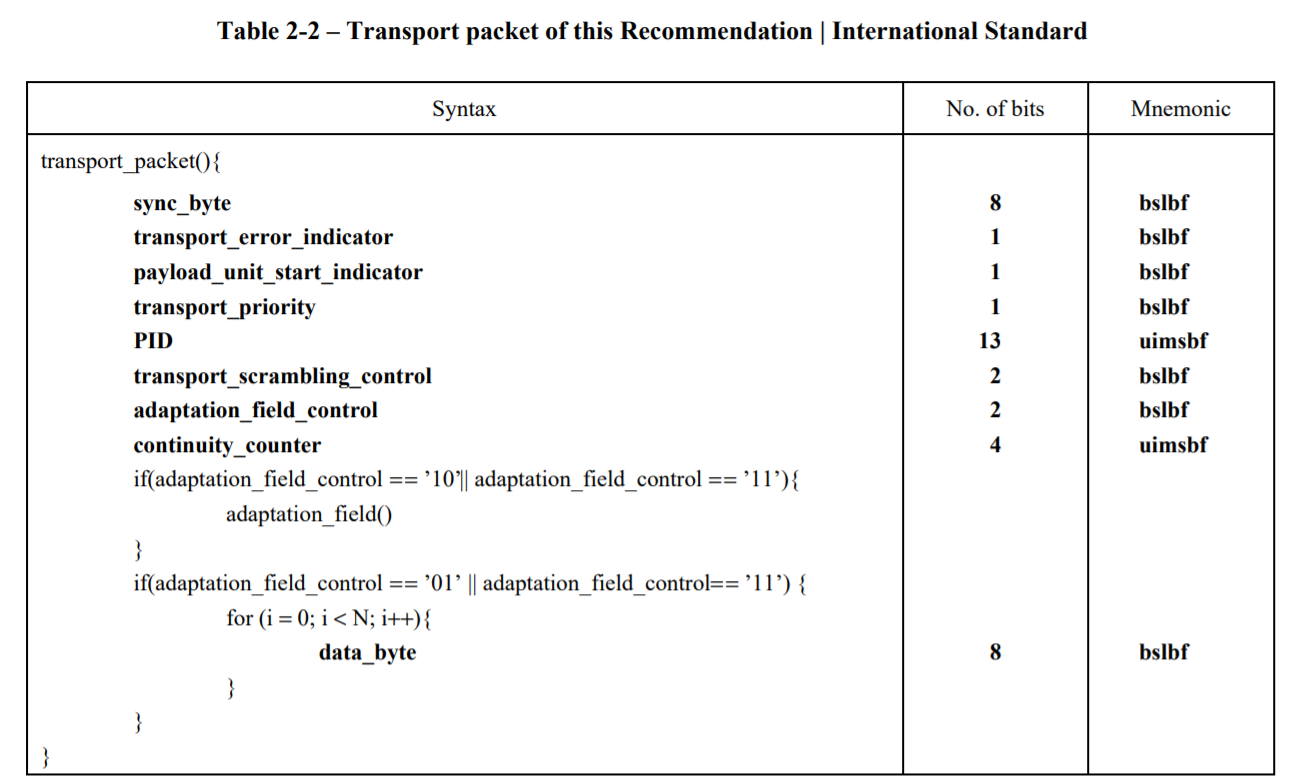 Table 2-2 – Transport packet of this Recommendation | International Standard
Syntax No. of bits Mnemonic
transport_packet(){
sync_byte 8 bslbf
transport_error_indicator 1 bslbf
payload_unit_start_indicator 1 bslbf
transport_priority 1 bslbf
PID 13 uimsbf
transport_scrambling_control 2 bslbf
adaptation_field_control 2 bslbf
continuity_counter 4 uimsbf
if(adaptation_field_control == ’10’|| adaptation_field_control == ’11’){
adaptation_field()
}
if(adaptation_field_control == ’01’ || adaptation_field_control== ’11’) {
for (i = 0; i < N; i++){
data_byte 8 bslbf
}
}
}